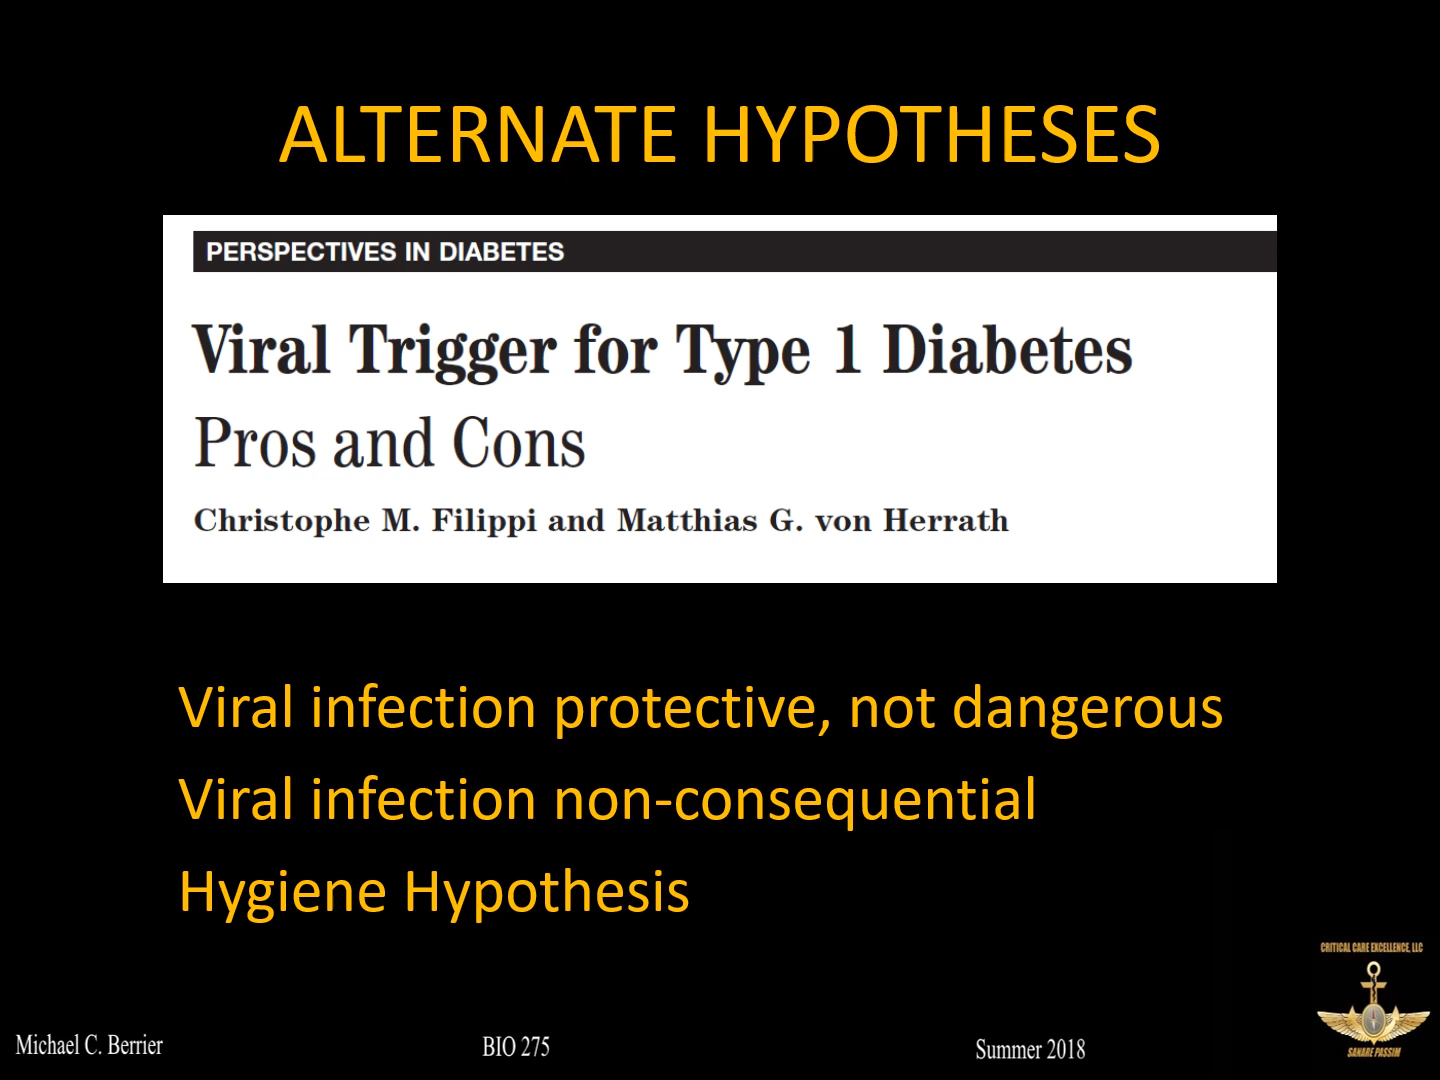 ALTERNATE HYPOTHESES
PERSPECTIVES IN DIABETES
Viral Trigger for Type 1 Diabetes
Pros and Cons
Christophe M. Filippi and Matthias G. von Herrath
Viral infection protective, not dangerous
Viral infection non-consequential
Hygiene Hypothesis
CRITICAL CARE EXCELLENCE, LLC
SANARE PASSIM
Michael C. Berrier
BIO 275
Summer 2018